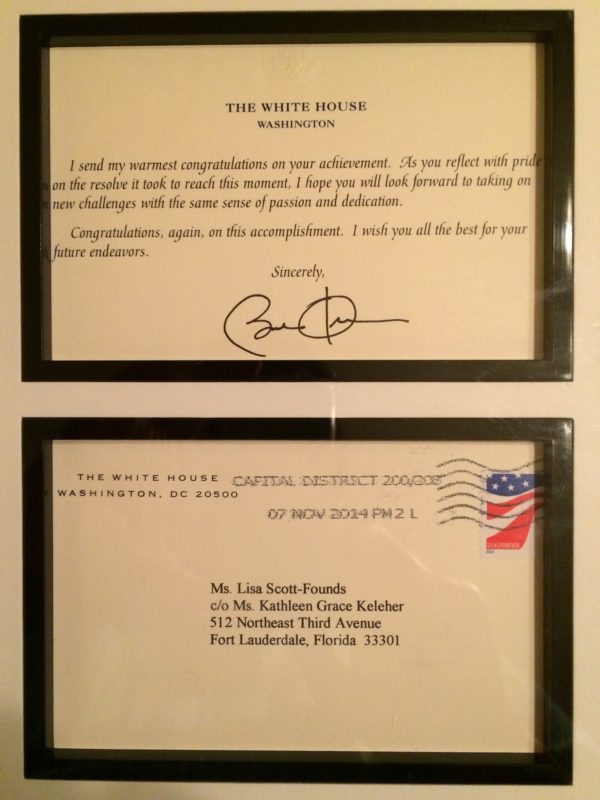 THE WHITE HOUSE
WASHINGTON
I send my warmest congratulations on your achievement. As you reflect with pride
on the resolve it took to reach this moment, I hope you will look forward to taking on
new challenges with the same sense of passion and dedication.
Congratulations, again, on this accomplishment. I wish you all the best for your
future endeavors.
Sincerely,
THE WHITE HOUSE
WASHINGTON, DC 20500
CAPITAL DISTRICT 200,208
07 NOV 2014 PM 2 L
USA FOREVER
Ms. Lisa Scott-Founds
c/o Ms. Kathleen Grace Keleher
512 Northeast Third Avenue
Fort Lauderdale, Florida 33301